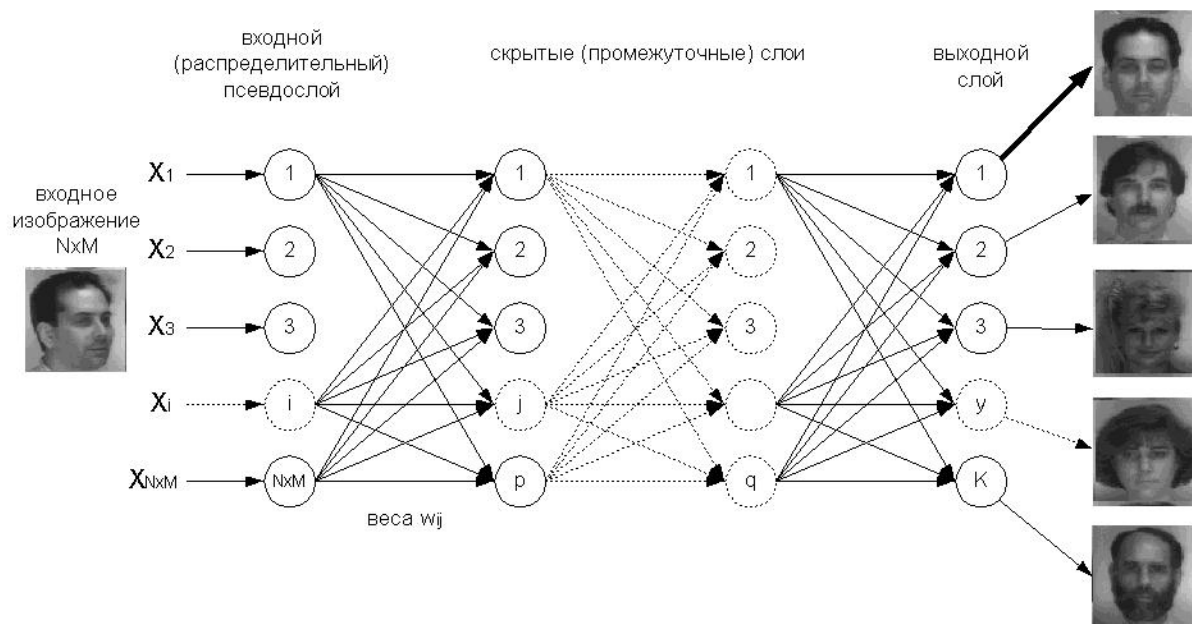 входной
(распределительный)
псевдослой
скрытые (промежуточные) слои
выходной
слой
входное
изображение
NxM
X1
X2
X3
Xi
XNxM
1
2
3
i
NxM
веса wij
1
2
3
j
p
1
2
3
q
1
2
3
y
K